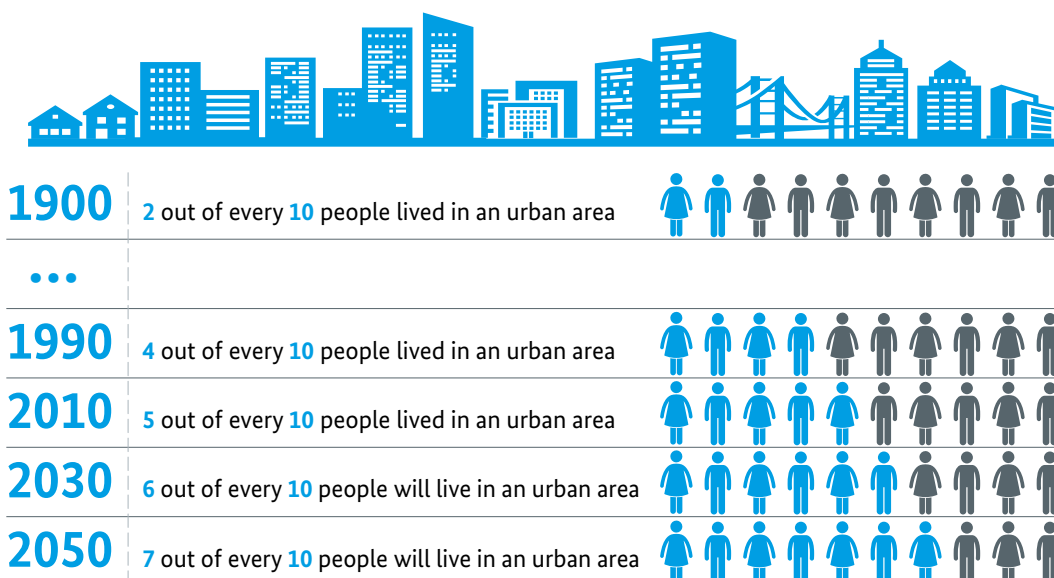 1900 2 out of every 10 people lived in an urban area
...
1990 4 out of every 10 people lived in an urban area
2010 5 out of every 10 people lived in an urban area
2030 6 out of every 10 people will live in an urban area
2050 7 out of every 10 people will live in an urban area